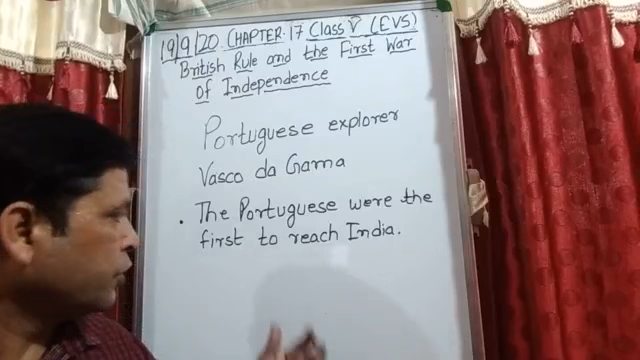 19/9/20 CHAPTER-17 Class V (EVS)
British Rule and the First War
of Independence
Portuguese explorer
Vasco da Gama
. The Portuguese were the
first to reach India.